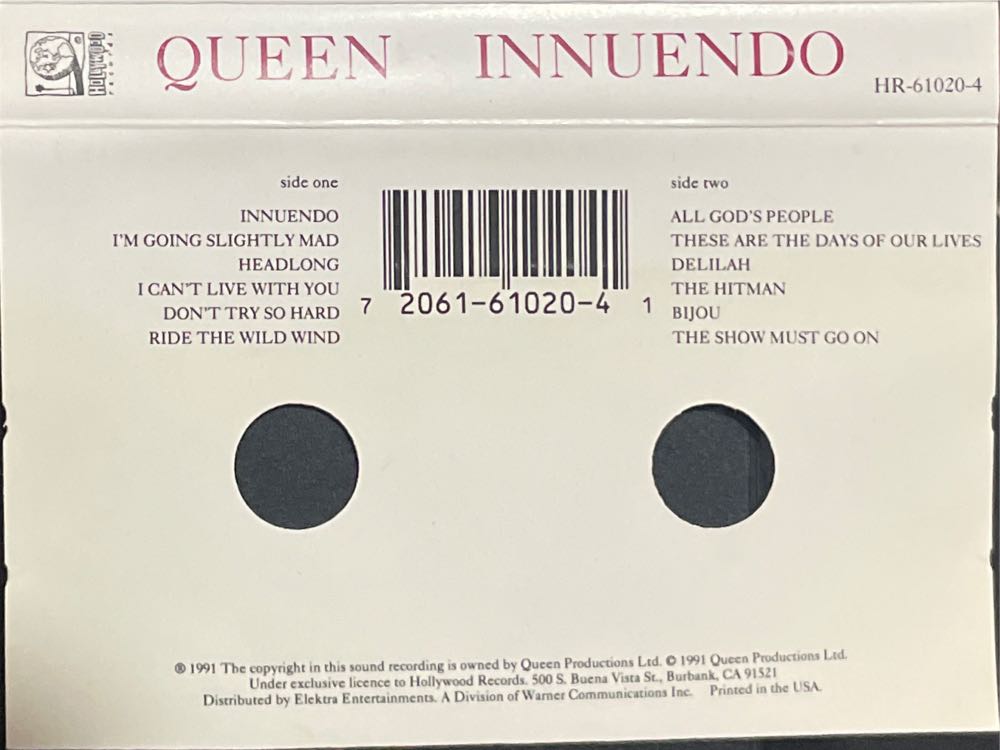 HOLLYWOOD
RECORDS
QUEEN INNUENDO
HR-61020-4
side one
INNUENDO
I'M GOING SLIGHTLY MAD
HEADLONG
I CAN'T LIVE WITH YOU
DON'T TRY SO HARD
RIDE THE WILD WIND
7 2061-61020-4 1
side two
ALL GOD'S PEOPLE
THESE ARE THE DAYS OF OUR LIVES
DELILAH
THE HITMAN
BIJOU
THE SHOW MUST GO ON
℗ 1991 The copyright in this sound recording is owned by Queen Productions Ltd. © 1991 Queen Productions Ltd.
Under exclusive licence to Hollywood Records. 500 S. Buena Vista St., Burbank, CA 91521
Distributed by Elektra Entertainments. A Division of Warner Communications Inc. Printed in the USA.